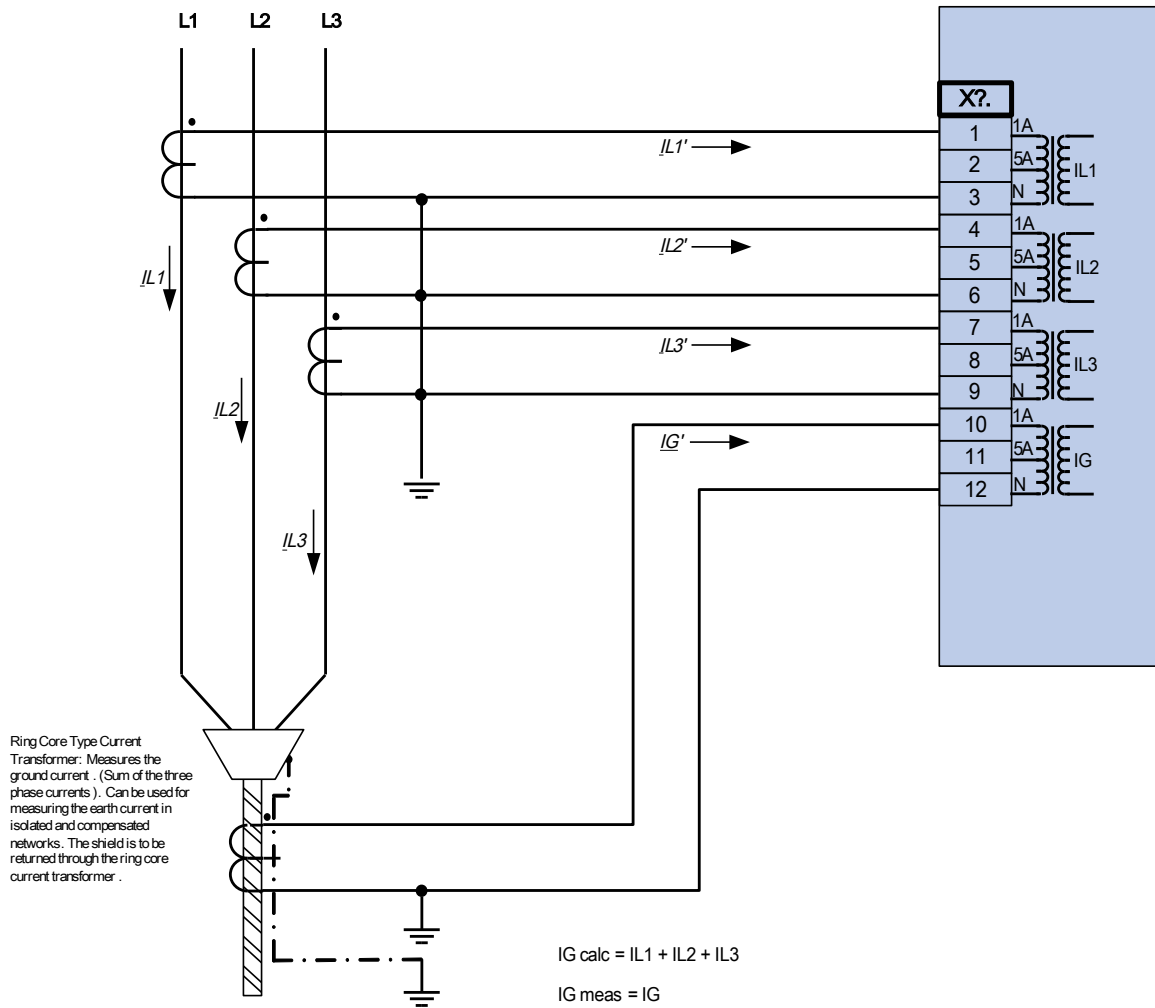 L1 L2 L3
X?.
1 1A
2 5A IL1
3 N
4 1A
5 5A IL2
6 N
7 1A
8 5A IL3
9 N
10 1A
11 5A IG
12 N
IL1'
IL2'
IL3'
IG'
IL1
IL2
IL3
Ring Core Type Current
Transformer: Measures the
ground current . (Sum of the three
phase currents ). Can be used for
measuring the earth current in
isolated and compensated
networks. The shield is to be
returned through the ring core
current transformer .
IG calc = IL1 + IL2 + IL3
IG meas = IG